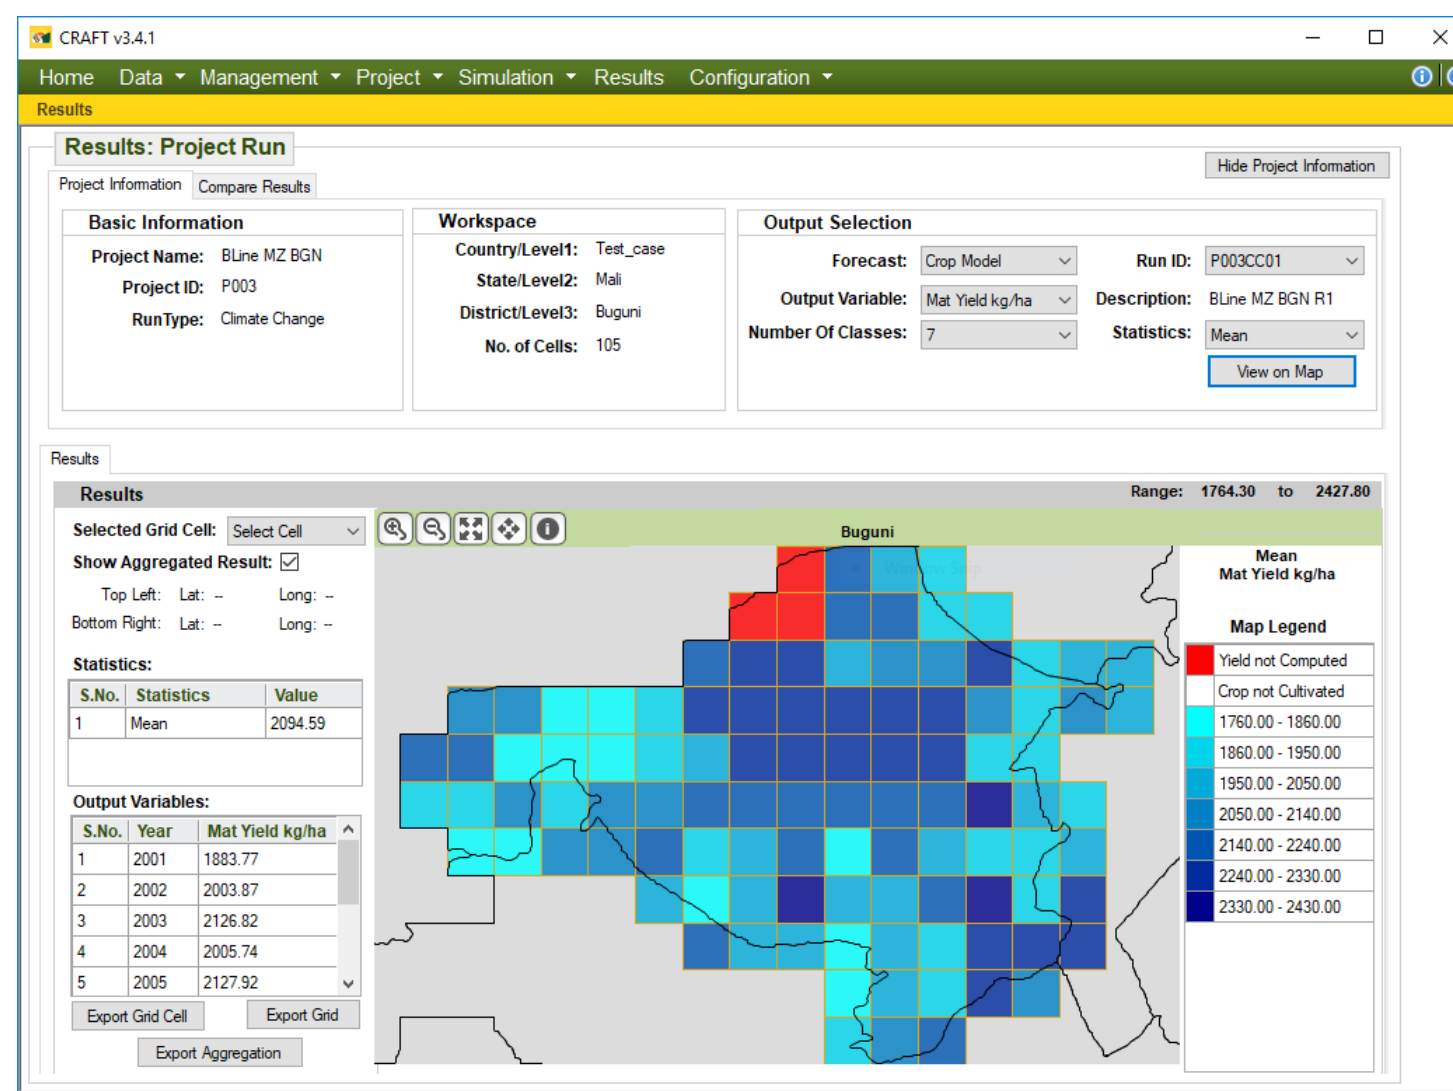 CRAFT v3.4.1
Home Data Management Project Simulation Results Configuration
Results
Results: Project Run
Hide Project Information
Project Information Compare Results
Basic Information
Project Name: BLine MZ BGN
Project ID: P003
RunType: Climate Change
Workspace
Country/Level1: Test_case
State/Level2: Mali
District/Level3: Buguni
No. of Cells: 105
Output Selection
Forecast: Crop Model Run ID: P003CC01
Output Variable: Mat Yield kg/ha Description: BLine MZ BGN R1
Number Of Classes: 7 Statistics: Mean
View on Map
Results
Results Range: 1764.30 to 2427.80
Selected Grid Cell: Select Cell
Show Aggregated Result:
Top Left: Lat: -- Long: --
Bottom Right: Lat: -- Long: --
Statistics:
S.No. Statistics Value
1 Mean 2094.59
Output Variables:
S.No. Year Mat Yield kg/ha
1 2001 1883.77
2 2002 2003.87
3 2003 2126.82
4 2004 2005.74
5 2005 2127.92
Export Grid Cell Export Grid
Export Aggregation
Buguni
Window Snip
Mean
Mat Yield kg/ha
Map Legend
Yield not Computed
Crop not Cultivated
1760.00 - 1860.00
1860.00 - 1950.00
1950.00 - 2050.00
2050.00 - 2140.00
2140.00 - 2240.00
2240.00 - 2330.00
2330.00 - 2430.00